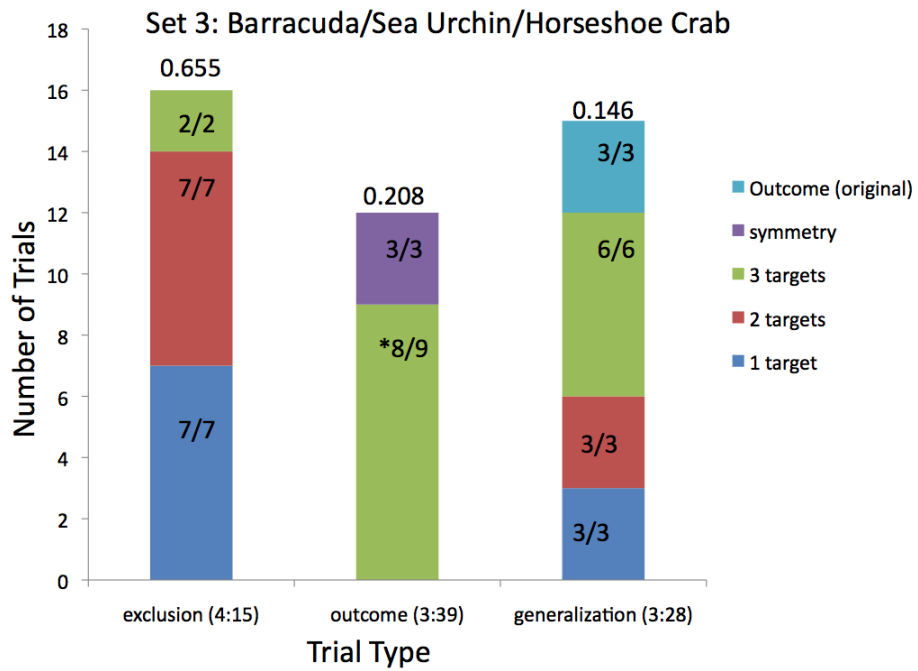 Set 3: Barracuda/Sea Urchin/Horseshoe Crab
18
16
14
12
10
8
6
4
2
0
Number of Trials
0.655
2/2
7/7
7/7
0.208
3/3
*8/9
0.146
3/3
6/6
3/3
3/3
Outcome (original)
symmetry
3 targets
2 targets
1 target
exclusion (4:15)
outcome (3:39)
generalization (3:28)
Trial Type